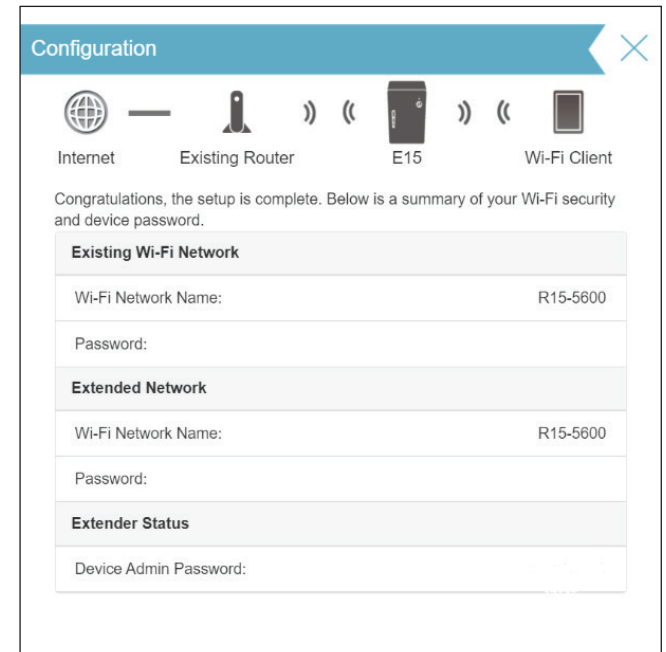 Configuration
Internet
Existing Router
E15
Wi-Fi Client
Congratulations, the setup is complete. Below is a summary of your Wi-Fi security
and device password.
Existing Wi-Fi Network
Wi-Fi Network Name: R15-5600
Password:
Extended Network
Wi-Fi Network Name: R15-5600
Password:
Extender Status
Device Admin Password: